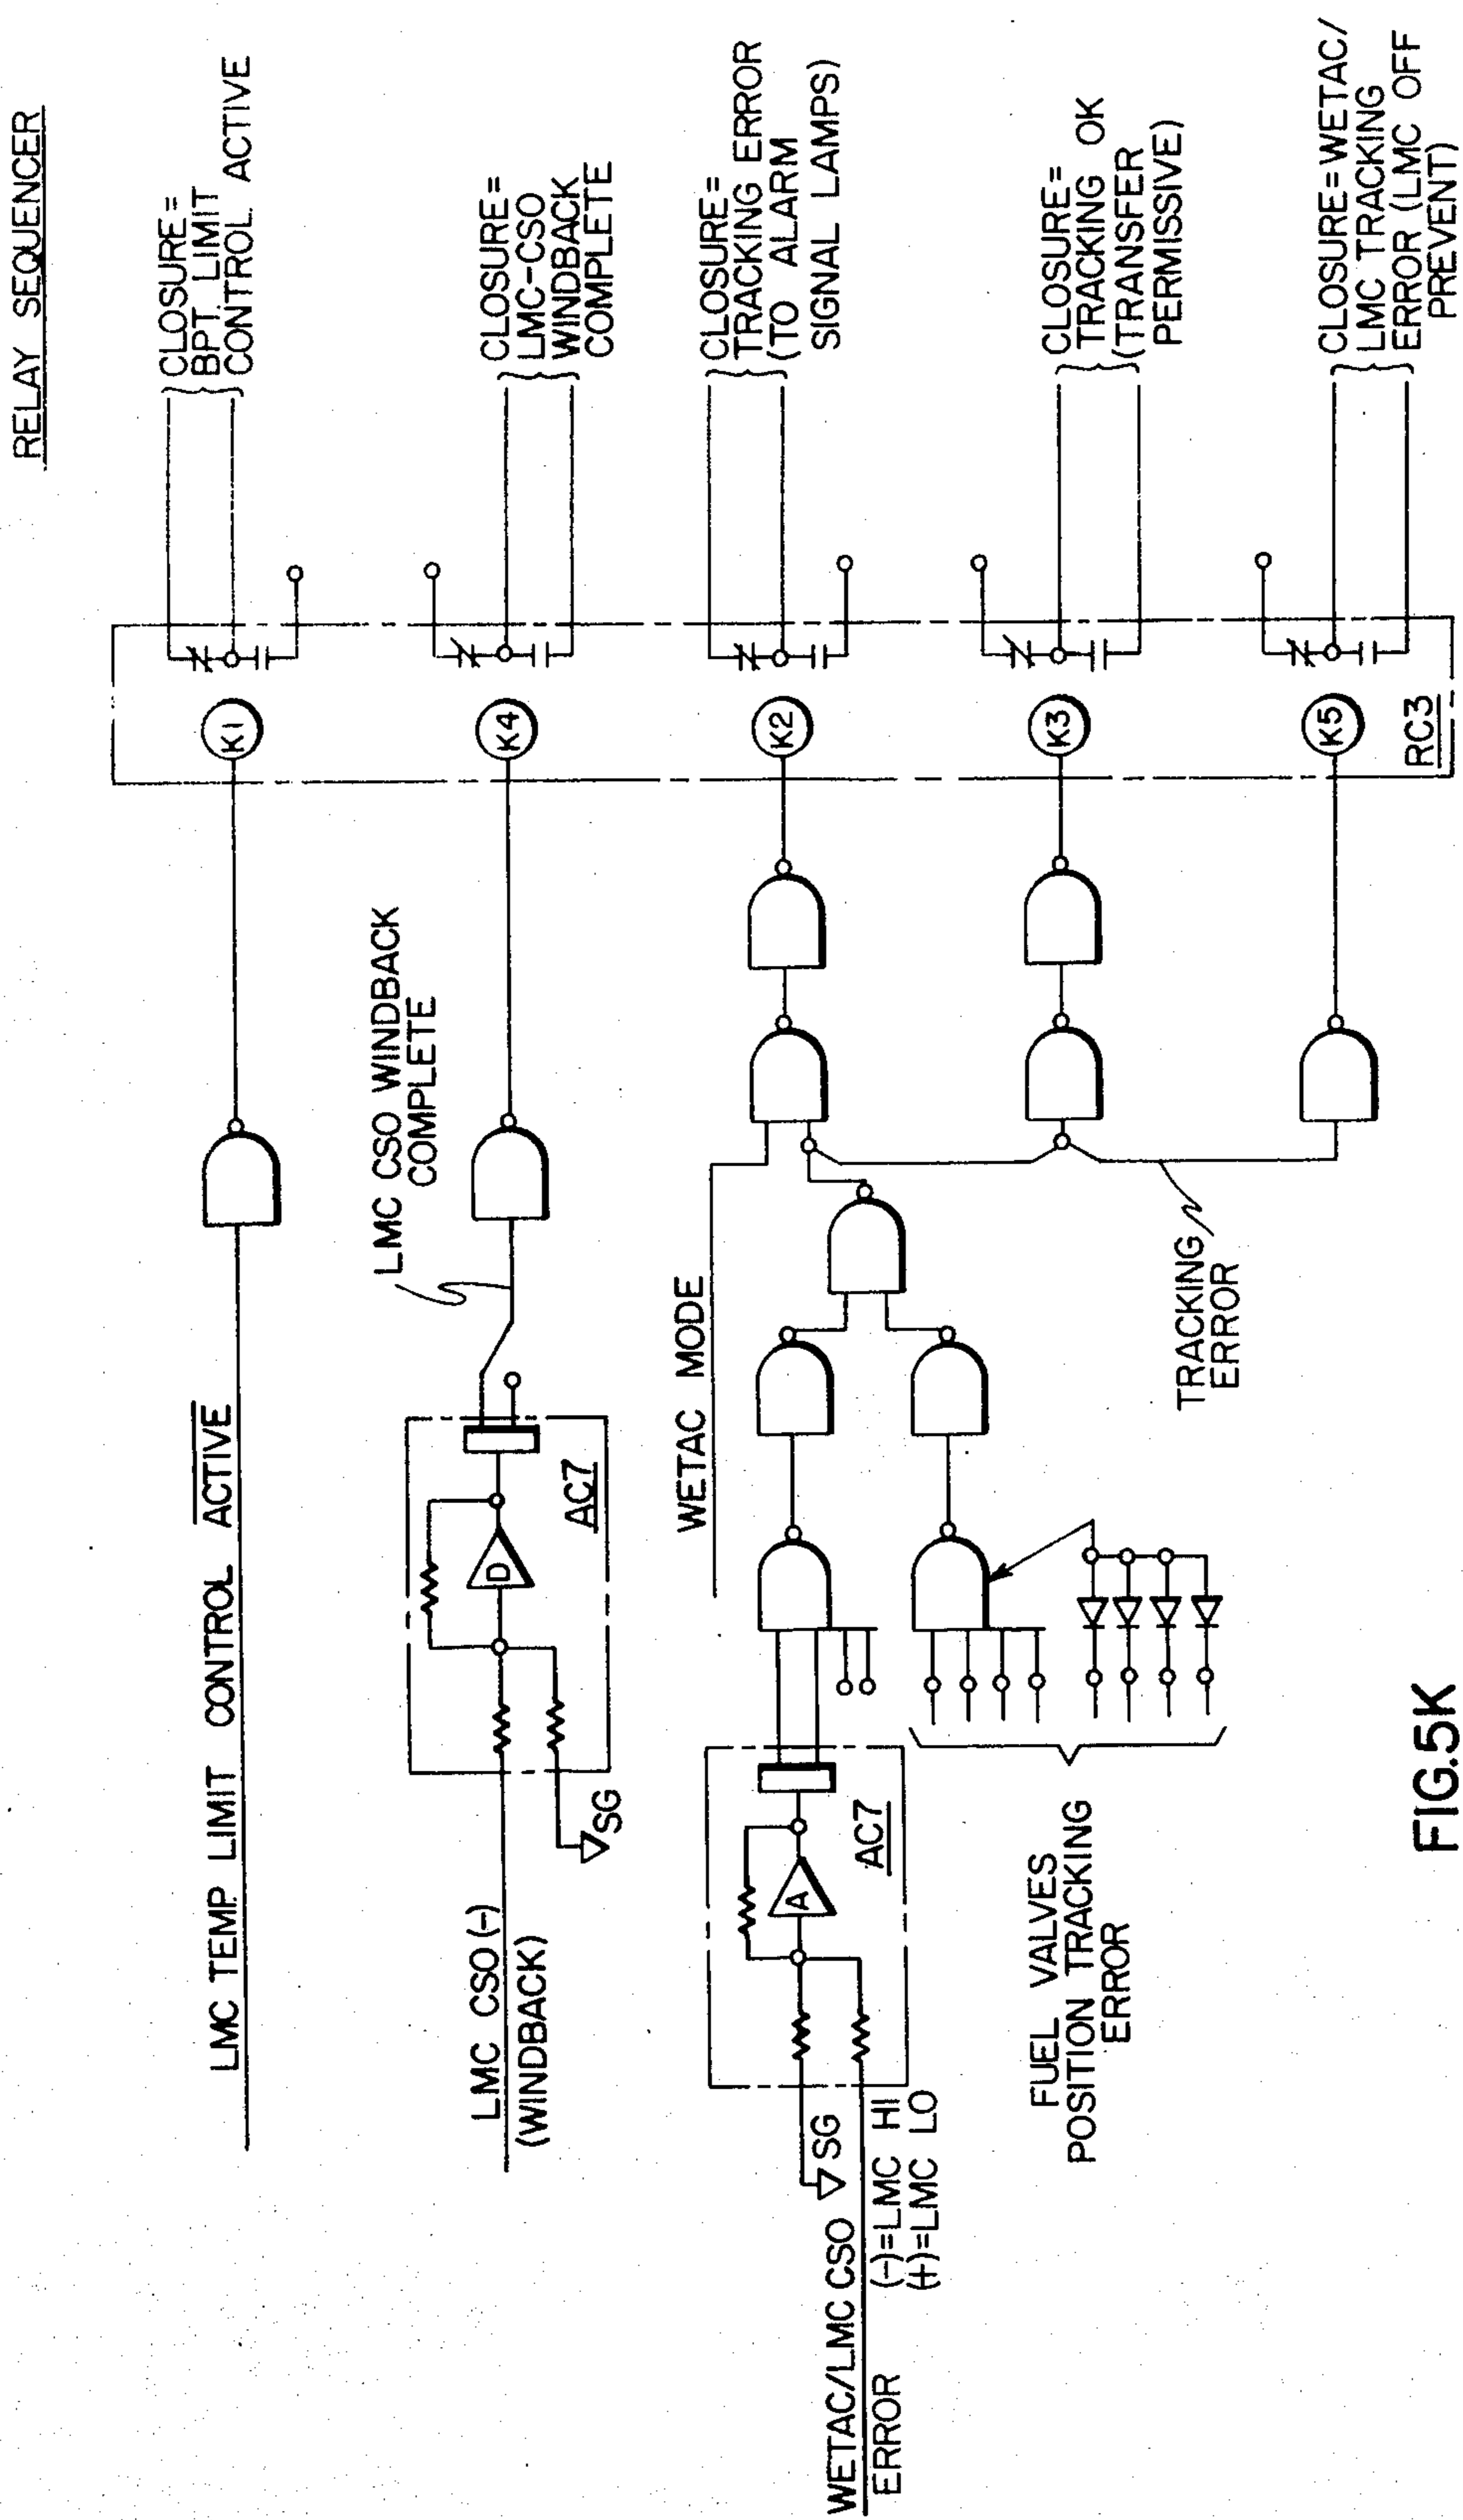 RELAY SEQUENCER
LMC TEMP. LIMIT CONTROL ACTIVE
K1
CLOSURE=
BPT. LIMIT
CONTROL ACTIVE
LMC CSO (-)
(WINDBACK)
SG
D
AC7
LMC CSO WINDBACK
COMPLETE
K4
CLOSURE=
LMC-CSO
WINDBACK
COMPLETE
WETAC MODE
WETAC/LMC CSO
ERROR
(-)=LMC HI
(+)=LMC LO
SG
A
AC7
K2
CLOSURE=
TRACKING ERROR
(TO ALARM
SIGNAL LAMPS)
FUEL VALVES
POSITION TRACKING
ERROR
TRACKING
ERROR
K3
CLOSURE=
TRACKING OK
(TRANSFER
PERMISSIVE)
K5
RC3
CLOSURE=WETAC/
LMC TRACKING
ERROR (LMC OFF
PREVENT)
FIG.5K